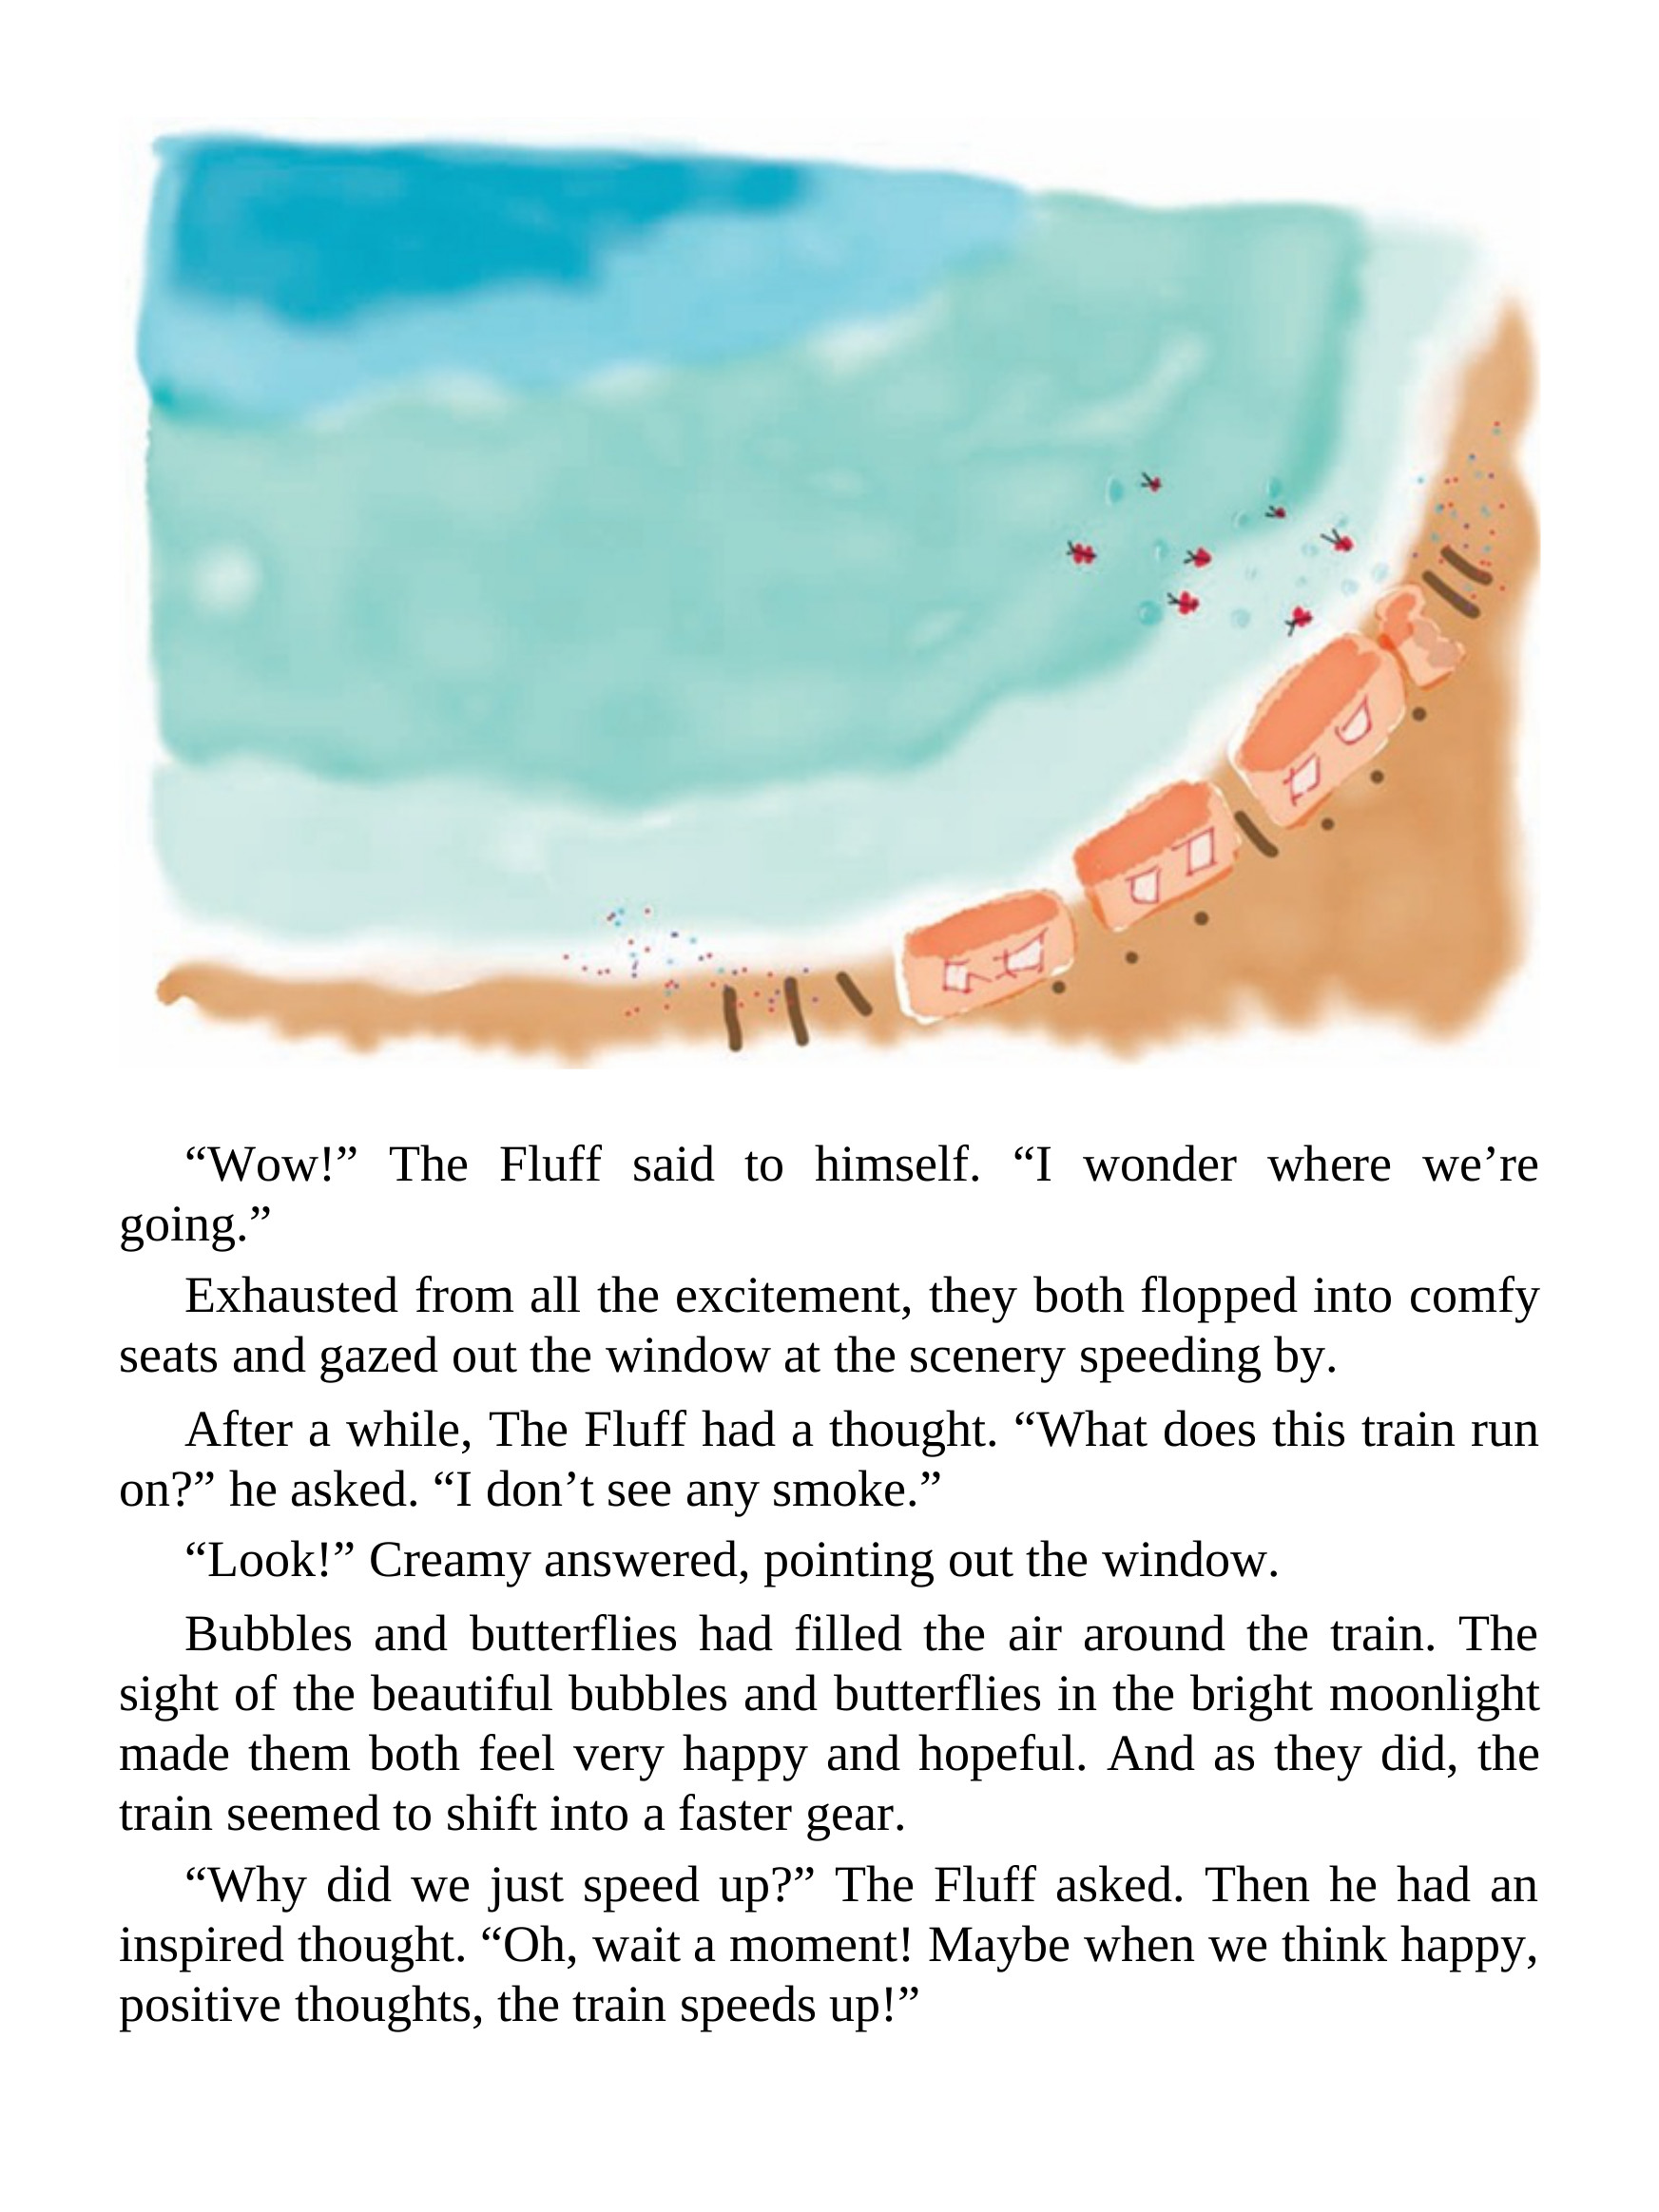 “Wow!” The Fluff said to himself. “I wonder where we’re
going.”
Exhausted from all the excitement, they both flopped into comfy
seats and gazed out the window at the scenery speeding by.
After a while, The Fluff had a thought. “What does this train run
on?” he asked. “I don’t see any smoke.”
“Look!” Creamy answered, pointing out the window.
Bubbles and butterflies had filled the air around the train. The
sight of the beautiful bubbles and butterflies in the bright moonlight
made them both feel very happy and hopeful. And as they did, the
train seemed to shift into a faster gear.
“Why did we just speed up?” The Fluff asked. Then he had an
inspired thought. “Oh, wait a moment! Maybe when we think happy,
positive thoughts, the train speeds up!”